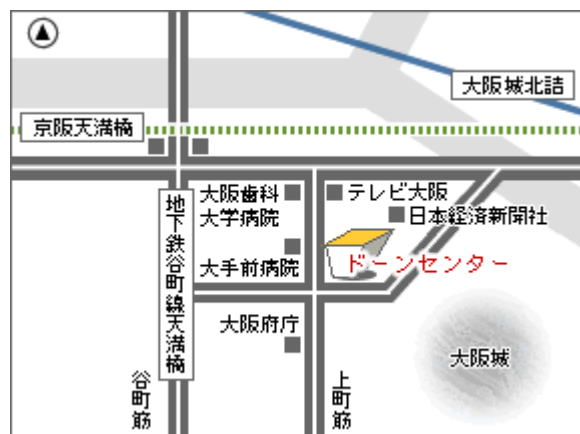 大阪城北詰
京阪天満橋
地下鉄谷町線天満橋
大阪歯科
大学病院
テレビ大阪
日本経済新聞社
大手前病院
ドーンセンター
大阪府庁
大阪城
谷町筋
上町筋